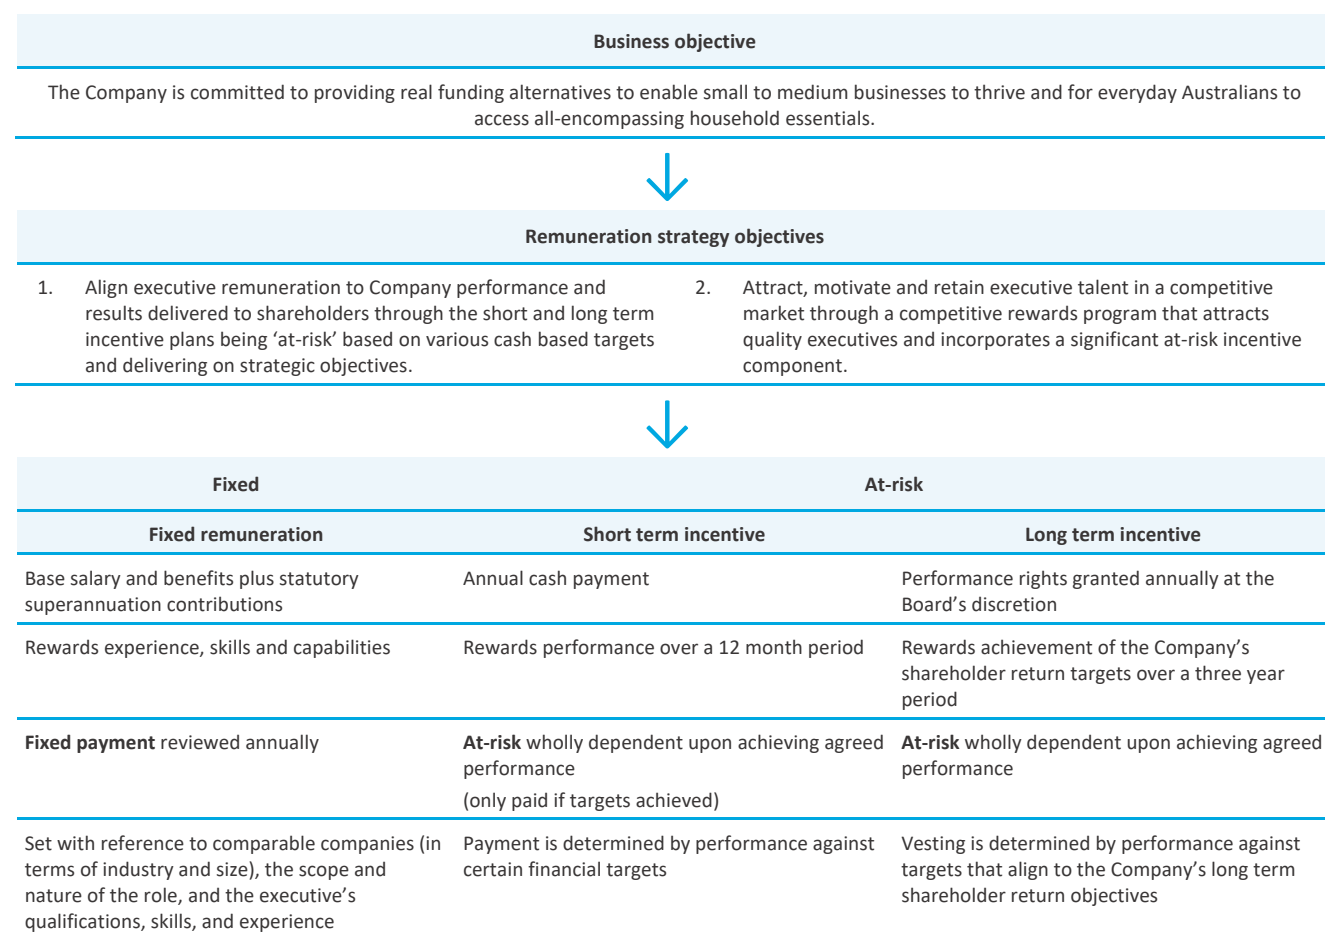 Business objective
The Company is committed to providing real funding alternatives to enable small to medium businesses to thrive and for everyday Australians to
access all-encompassing household essentials.
Remuneration strategy objectives
1. Align executive remuneration to Company performance and
results delivered to shareholders through the short and long term
incentive plans being ‘at-risk’ based on various cash based targets
and delivering on strategic objectives.
2. Attract, motivate and retain executive talent in a competitive
market through a competitive rewards program that attracts
quality executives and incorporates a significant at-risk incentive
component.
Fixed
At-risk
Fixed remuneration
Short term incentive
Long term incentive
Base salary and benefits plus statutory
superannuation contributions
Annual cash payment
Performance rights granted annually at the
Board’s discretion
Rewards experience, skills and capabilities
Rewards performance over a 12 month period
Rewards achievement of the Company’s
shareholder return targets over a three year
period
Fixed payment reviewed annually
At-risk wholly dependent upon achieving agreed
performance
(only paid if targets achieved)
At-risk wholly dependent upon achieving agreed
performance
Set with reference to comparable companies (in
terms of industry and size), the scope and
nature of the role, and the executive’s
qualifications, skills, and experience
Payment is determined by performance against
certain financial targets
Vesting is determined by performance against
targets that align to the Company’s long term
shareholder return objectives